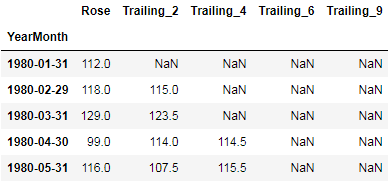 Rose Trailing_2 Trailing_4 Trailing_6 Trailing_9
YearMonth
1980-01-31 112.0 NaN NaN NaN NaN
1980-02-29 118.0 115.0 NaN NaN NaN
1980-03-31 129.0 123.5 NaN NaN NaN
1980-04-30 99.0 114.0 114.5 NaN NaN
1980-05-31 116.0 107.5 115.5 NaN NaN